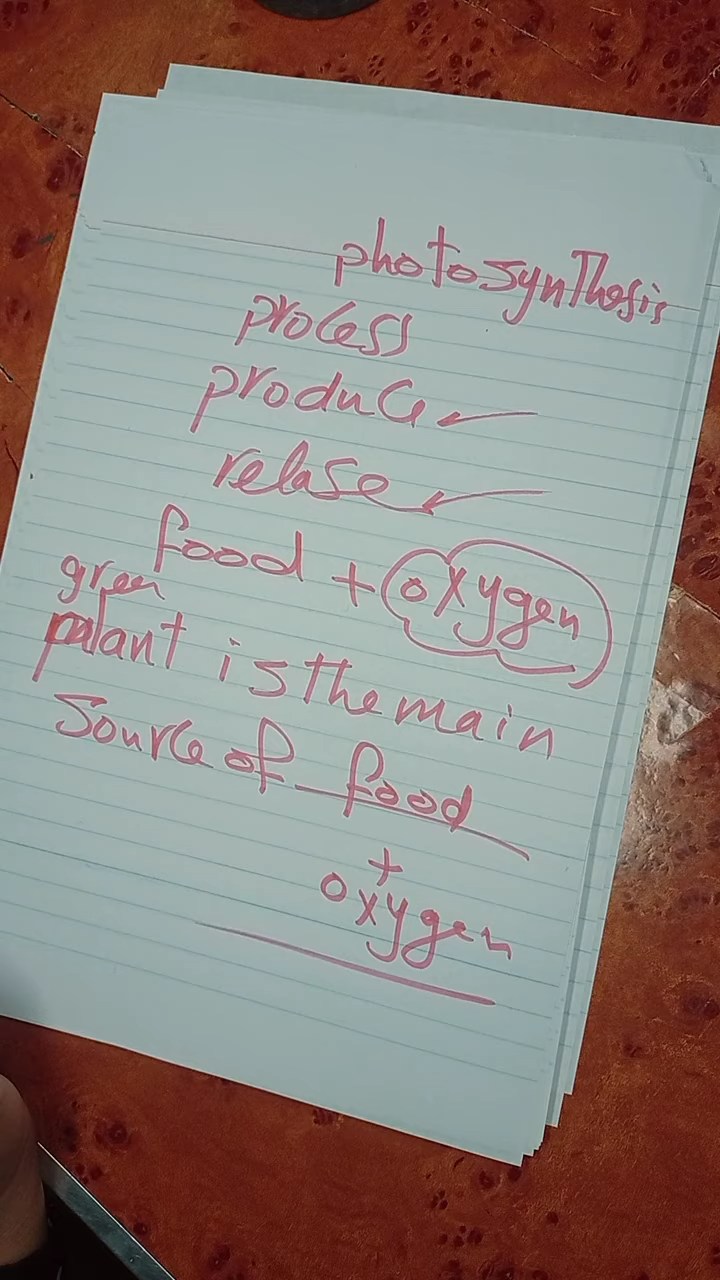 photosynthesis
process
produce
relase
food + oxygen
green
palant is the main
source of food
+
oxygen